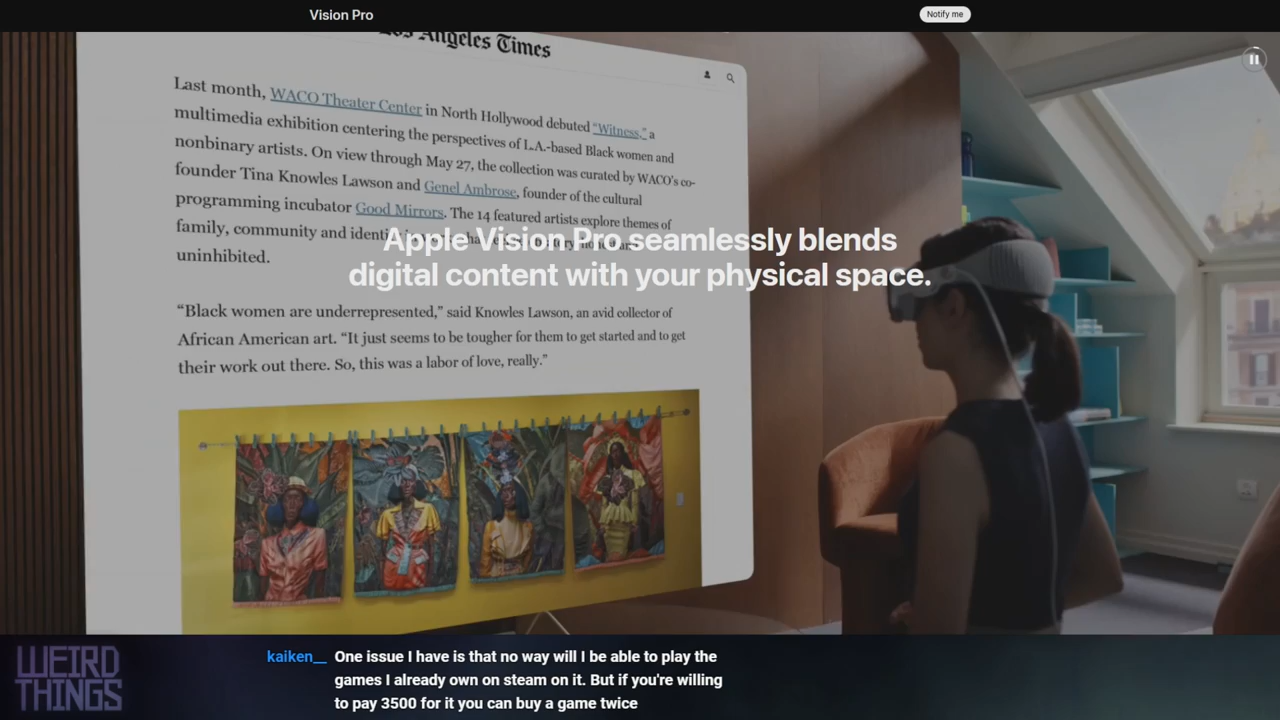 Vision Pro
Notify me
Los Angeles Times
Last month, WACO Theater Center in North Hollywood debuted “Witness,” a
multimedia exhibition centering the perspectives of L.A.-based Black women and
nonbinary artists. On view through May 27, the collection was curated by WACO's co-
founder Tina Knowles Lawson and Genel Ambrose, founder of the cultural
programming incubator Good Mirrors. The 14 featured artists explore themes of
family, community and
uninhibited.
Apple Vision Pro seamlessly blends
digital content with your physical space.
“Black women are underrepresented,” said Knowles Lawson, an avid collector of
African American art. “It just seems to be tougher for them to get started and to get
their work out there. So, this was a labor of love, really.”
WEIRD
THINGS
kaiken__ One issue I have is that no way will I be able to play the
games I already own on steam on it. But if you're willing
to pay 3500 for it you can buy a game twice